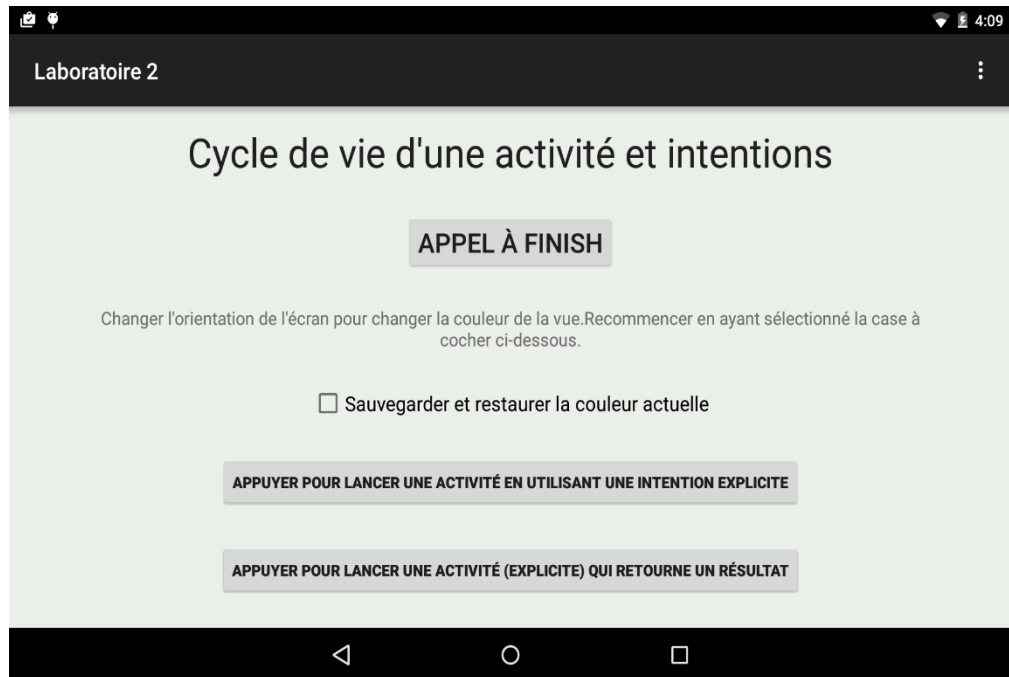 4:09
Laboratoire 2
Cycle de vie d'une activité et intentions
APPEL À FINISH
Changer l'orientation de l'écran pour changer la couleur de la vue.Recommencer en ayant sélectionné la case à
cocher ci-dessous.
Sauvegarder et restaurer la couleur actuelle
APPUYER POUR LANCER UNE ACTIVITÉ EN UTILISANT UNE INTENTION EXPLICITE
APPUYER POUR LANCER UNE ACTIVITÉ (EXPLICITE) QUI RETOURNE UN RÉSULTAT